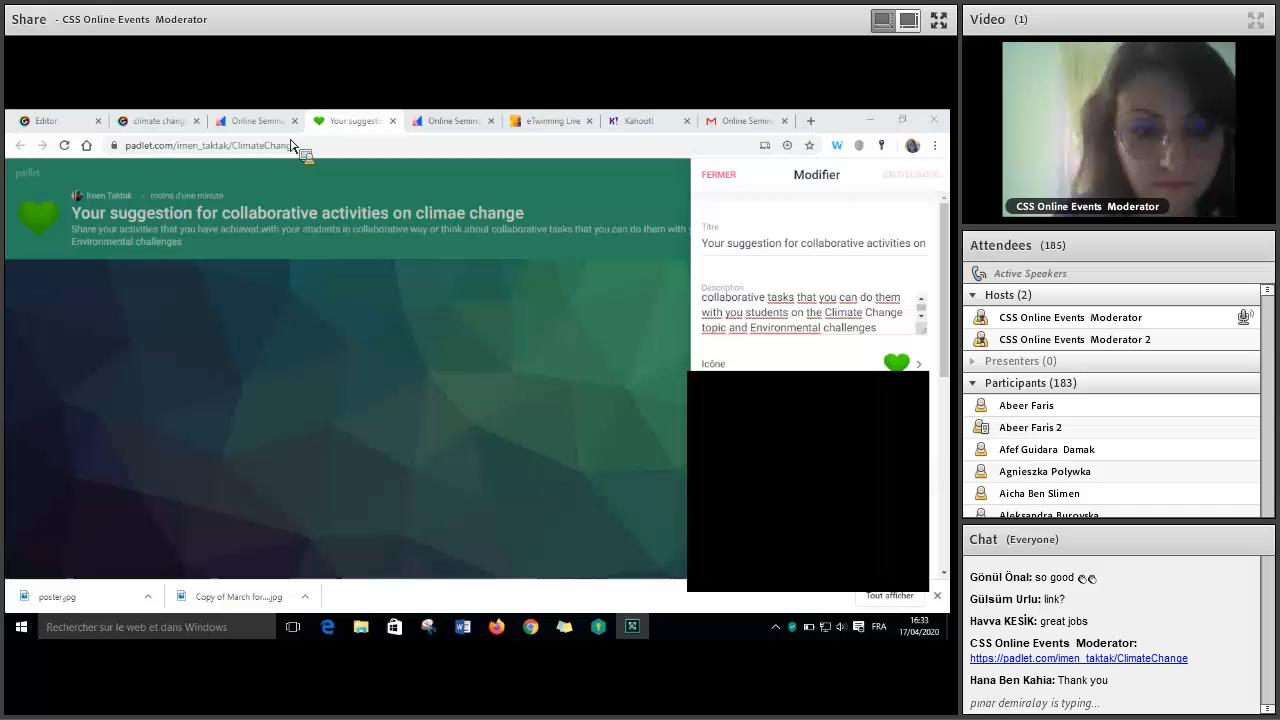 Share - CSS Online Events Moderator
Editor
climate chang
Online Semin
Your suggestio
Online Semin
eTwinning Live
Kahoot!
Online Semin
padlet.com/imen_taktak/ClimateChang
padlet
Imen Taktak · moins d'une minute
Your suggestion for collaborative activities on climae change
Share your activities that you have achieved with your students in collaborative way or think about collaborative tasks that you can do them with y
Environmental challenges
FERMER
Modifier
Titre
Your suggestion for collaborative activities on
Description
collaborative tasks that you can do them
with you students on the Climate Change
topic and Environmental challenges
Icône
poster.jpg
Copy of March for....jpg
Tout afficher
Rechercher sur le web et dans Windows
FRA
16:33
17/04/2020
Video (1)
CSS Online Events Moderator
Attendees (185)
Active Speakers
Hosts (2)
CSS Online Events Moderator
CSS Online Events Moderator 2
Presenters (0)
Participants (183)
Abeer Faris
Abeer Faris 2
Afef Guidara Damak
Agnieszka Polywka
Aicha Ben Slimen
Aleksandra Burovska
Chat (Everyone)
Gönül Önal: so good
Gülsüm Urlu: link?
Havva KESİK: great jobs
CSS Online Events Moderator:
https://padlet.com/imen_taktak/ClimateChange
Hana Ben Kahia: Thank you
pınar demiralay is typing...